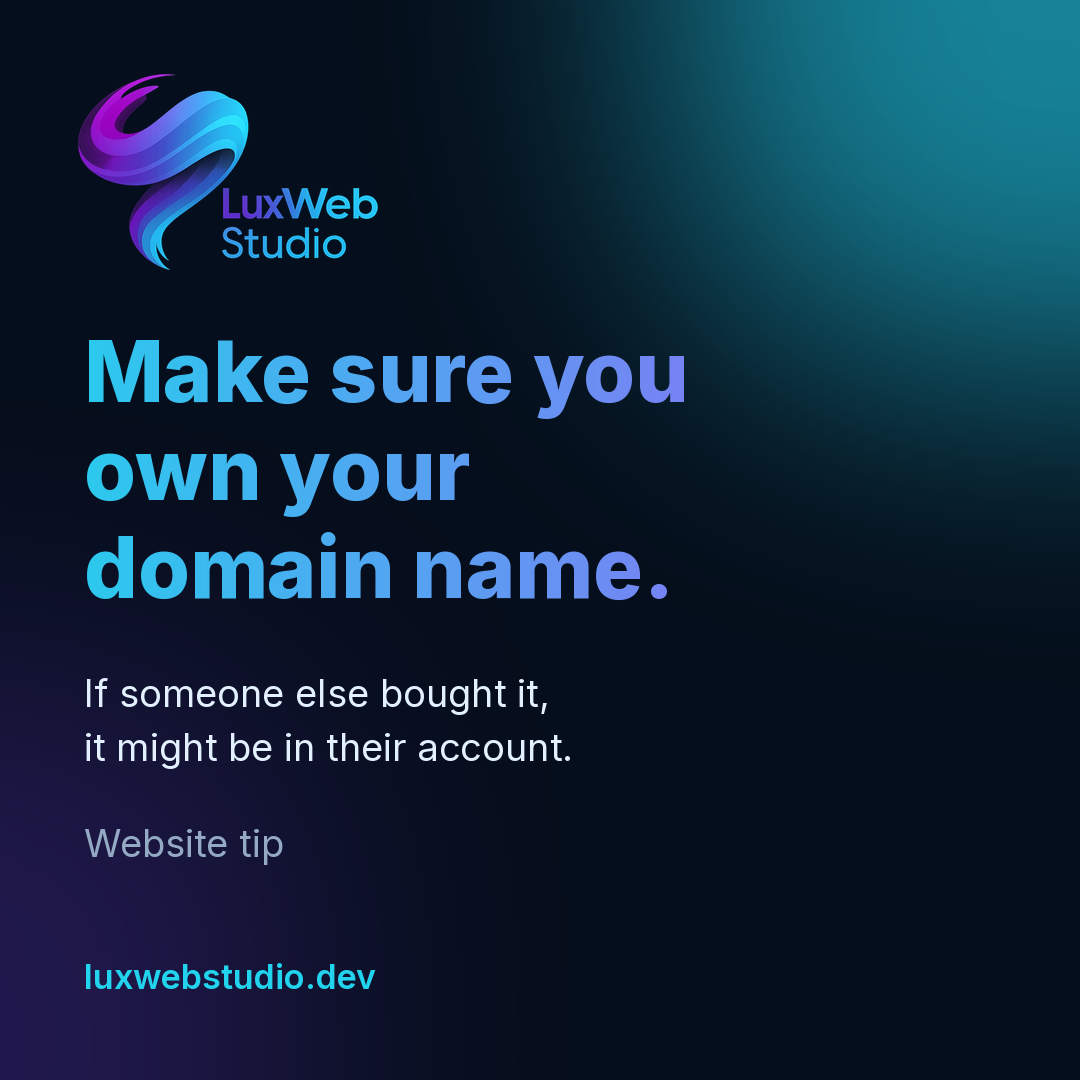 LuxWeb
Studio
Make sure you
own your
domain name.
If someone else bought it,
it might be in their account.
Website tip
luxwebstudio.dev